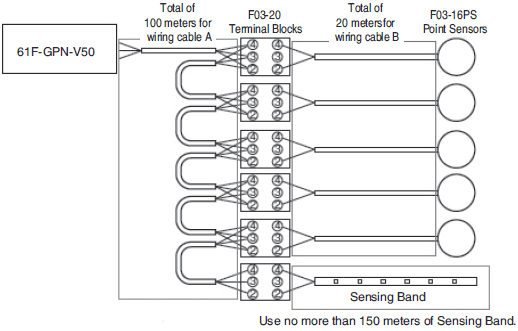 Total of
100 meters for
wiring cable A
F03-20
Terminal Blocks
Total of
20 metersfor
wiring cable B
F03-16PS
Point Sensors
61F-GPN-V50
4 4
3 3
2 2
4 4
3 3
2 2
4 4
3 3
2 2
4 4
3 3
2 2
4 4
3 3
2 2
4 4
3 3
2 2
Sensing Band
Use no more than 150 meters of Sensing Band.